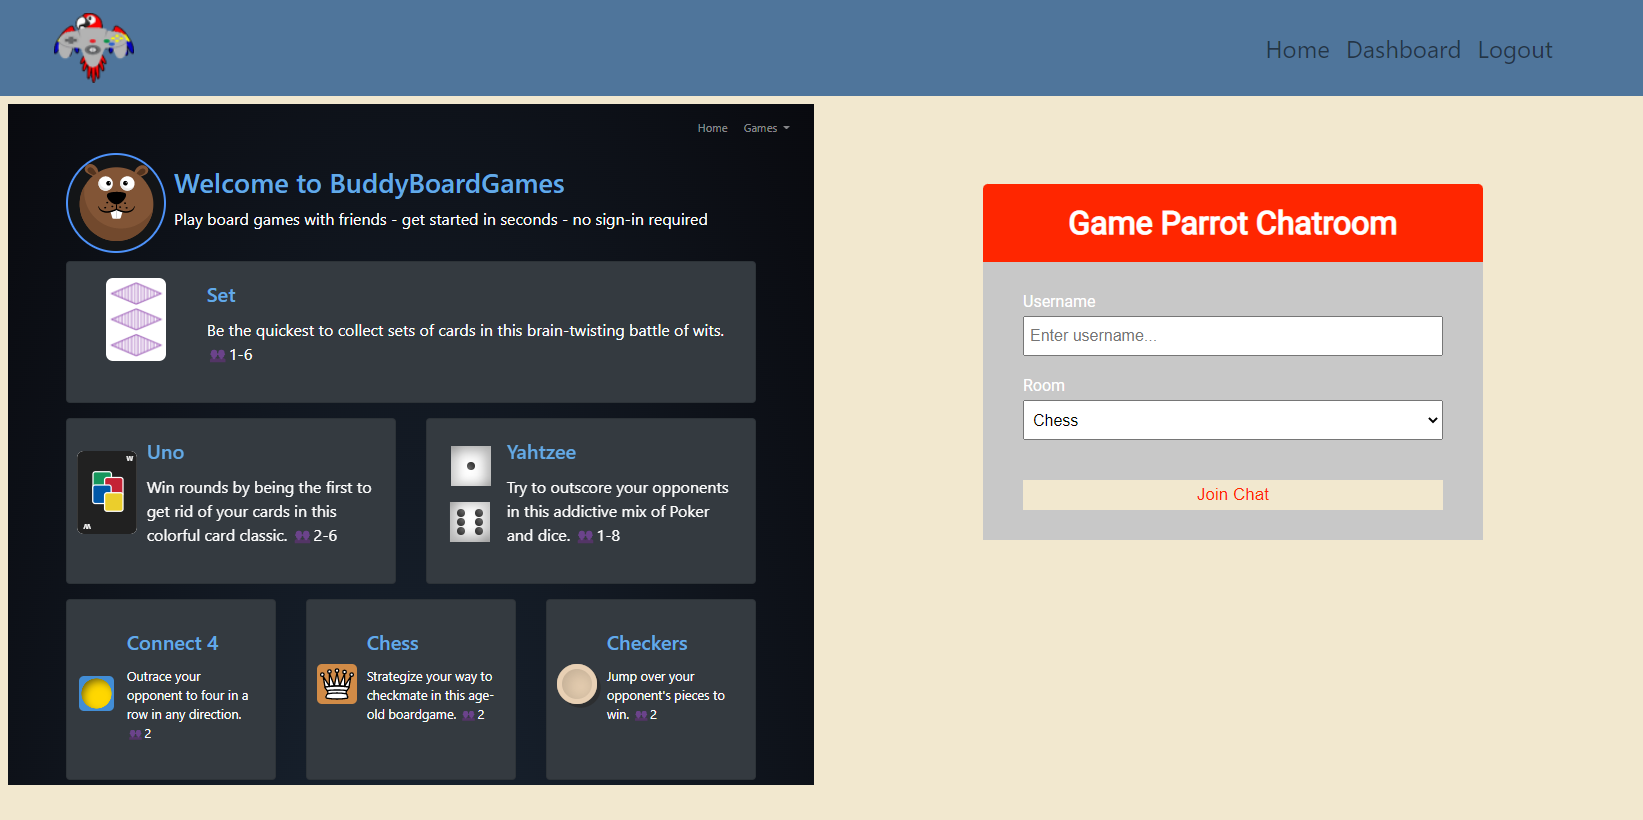 Home Dashboard Logout
Home Games
Welcome to BuddyBoardGames
Play board games with friends - get started in seconds - no sign-in required
Set
Be the quickest to collect sets of cards in this brain-twisting battle of wits.
1-6
Uno
Win rounds by being the first to
get rid of your cards in this
colorful card classic. 2-6
W
W
Yahtzee
Try to outscore your opponents
in this addictive mix of Poker
and dice. 1-8
Connect 4
Outrace your
opponent to four in a
row in any direction.
2
Chess
Strategize your way to
checkmate in this age-
old boardgame. 2
Checkers
Jump over your
opponent's pieces to
win. 2
Game Parrot Chatroom
Username
Enter username...
Room
Chess
Join Chat